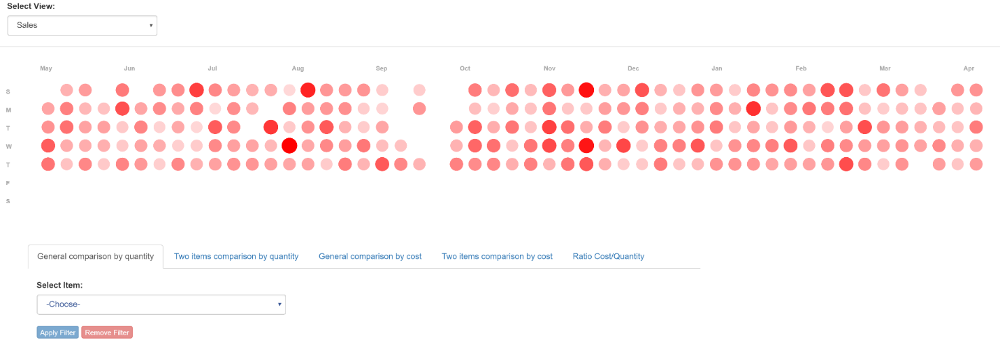 Select View:
Sales
May Jun Jul Aug Sep Oct Nov Dec Jan Feb Mar Apr
S
M
T
W
T
F
S
General comparison by quantity Two items comparison by quantity General comparison by cost Two items comparison by cost Ratio Cost/Quantity
Select Item:
-Choose-
Apply Filter Remove Filter